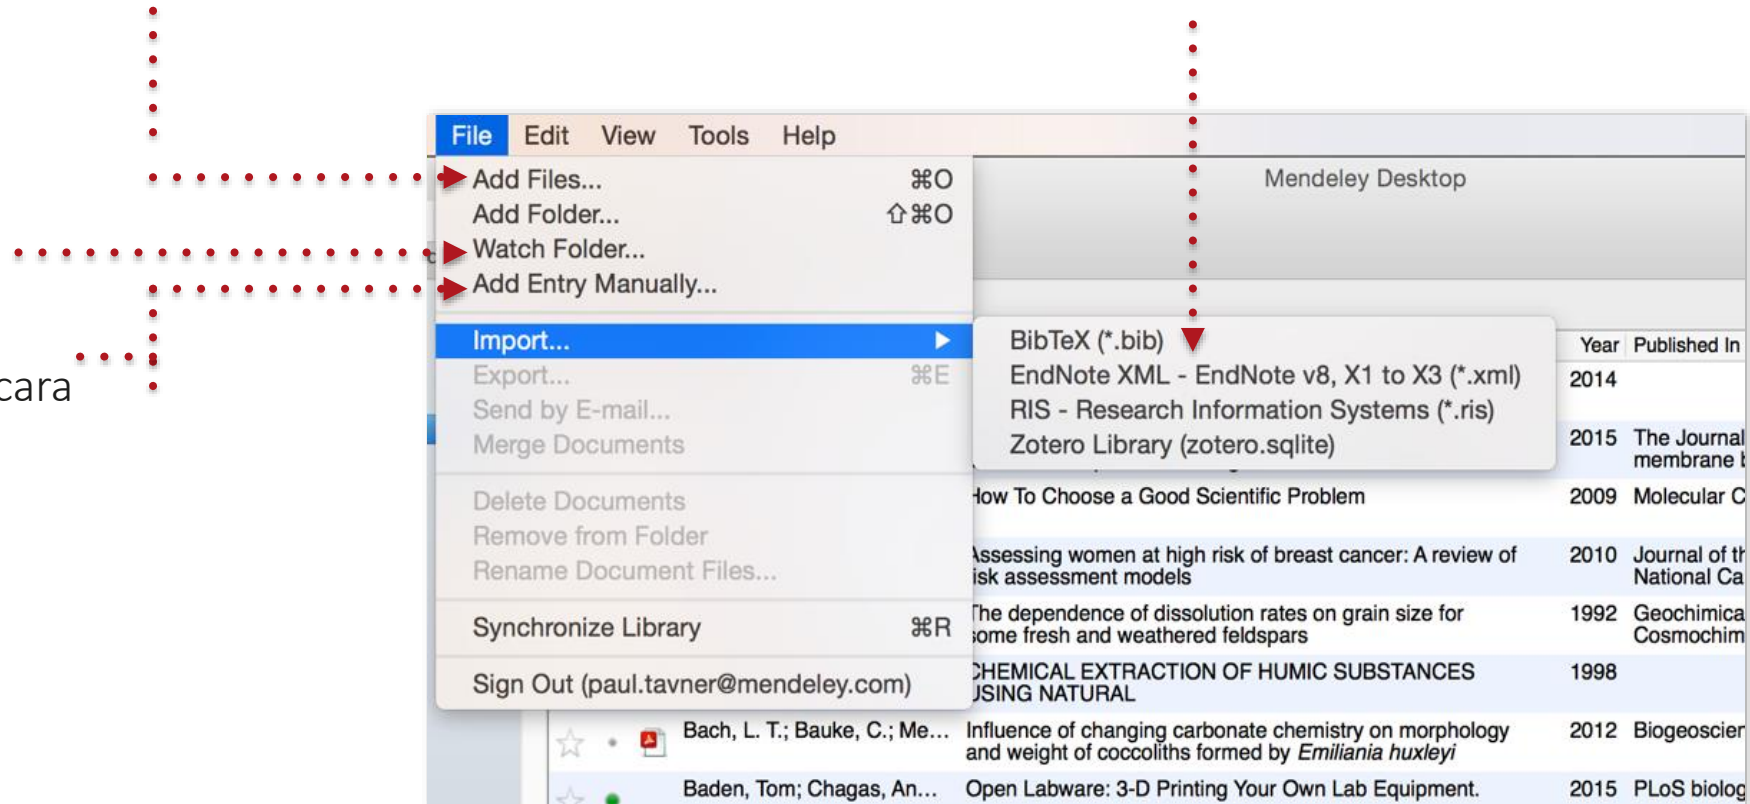 File Edit View Tools Help
Mendeley Desktop
Add Files... ⌘O
Add Folder... ⇧⌘O
Watch Folder...
Add Entry Manually...
Import...
Export... ⌘E
Send by E-mail...
Merge Documents
Delete Documents
Remove from Folder
Rename Document Files...
Synchronize Library ⌘R
Sign Out (paul.tavner@mendeley.com)
cara
BibTeX (*.bib)
EndNote XML - EndNote v8, X1 to X3 (*.xml)
RIS - Research Information Systems (*.ris)
Zotero Library (zotero.sqlite)
Year Published In
2014
2015 The Journal
membrane
How To Choose a Good Scientific Problem 2009 Molecular C
Assessing women at high risk of breast cancer: A review of 2010 Journal of th
risk assessment models National Ca
The dependence of dissolution rates on grain size for 1992 Geochimica
some fresh and weathered feldspars Cosmochim
CHEMICAL EXTRACTION OF HUMIC SUBSTANCES 1998
USING NATURAL
Bach, L. T.; Bauke, C.; Me... Influence of changing carbonate chemistry on morphology 2012 Biogeoscien
and weight of coccoliths formed by Emiliania huxleyi
Baden, Tom; Chagas, An... Open Labware: 3-D Printing Your Own Lab Equipment. 2015 PLoS biolog